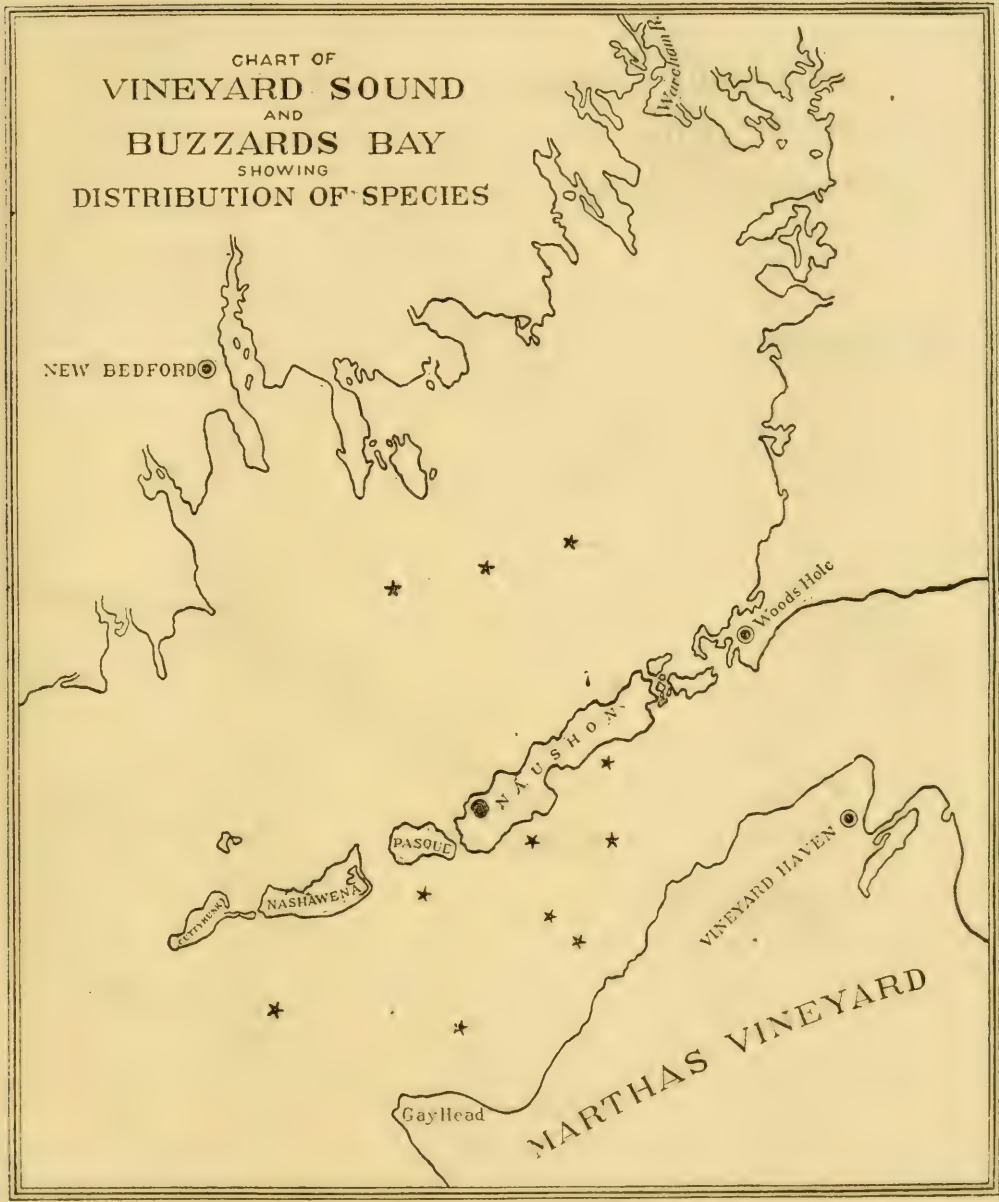 CHART OF
VINEYARD SOUND
AND
BUZZARDS BAY
SHOWING
DISTRIBUTION OF SPECIES
Wareham R.
NEW BEDFORD
Woods Hole
NAUSHON
PASQUE
NASHAWENA
CUTTYHUNK
VINEYARD HAVEN
MARTHAS VINEYARD
Gay Head